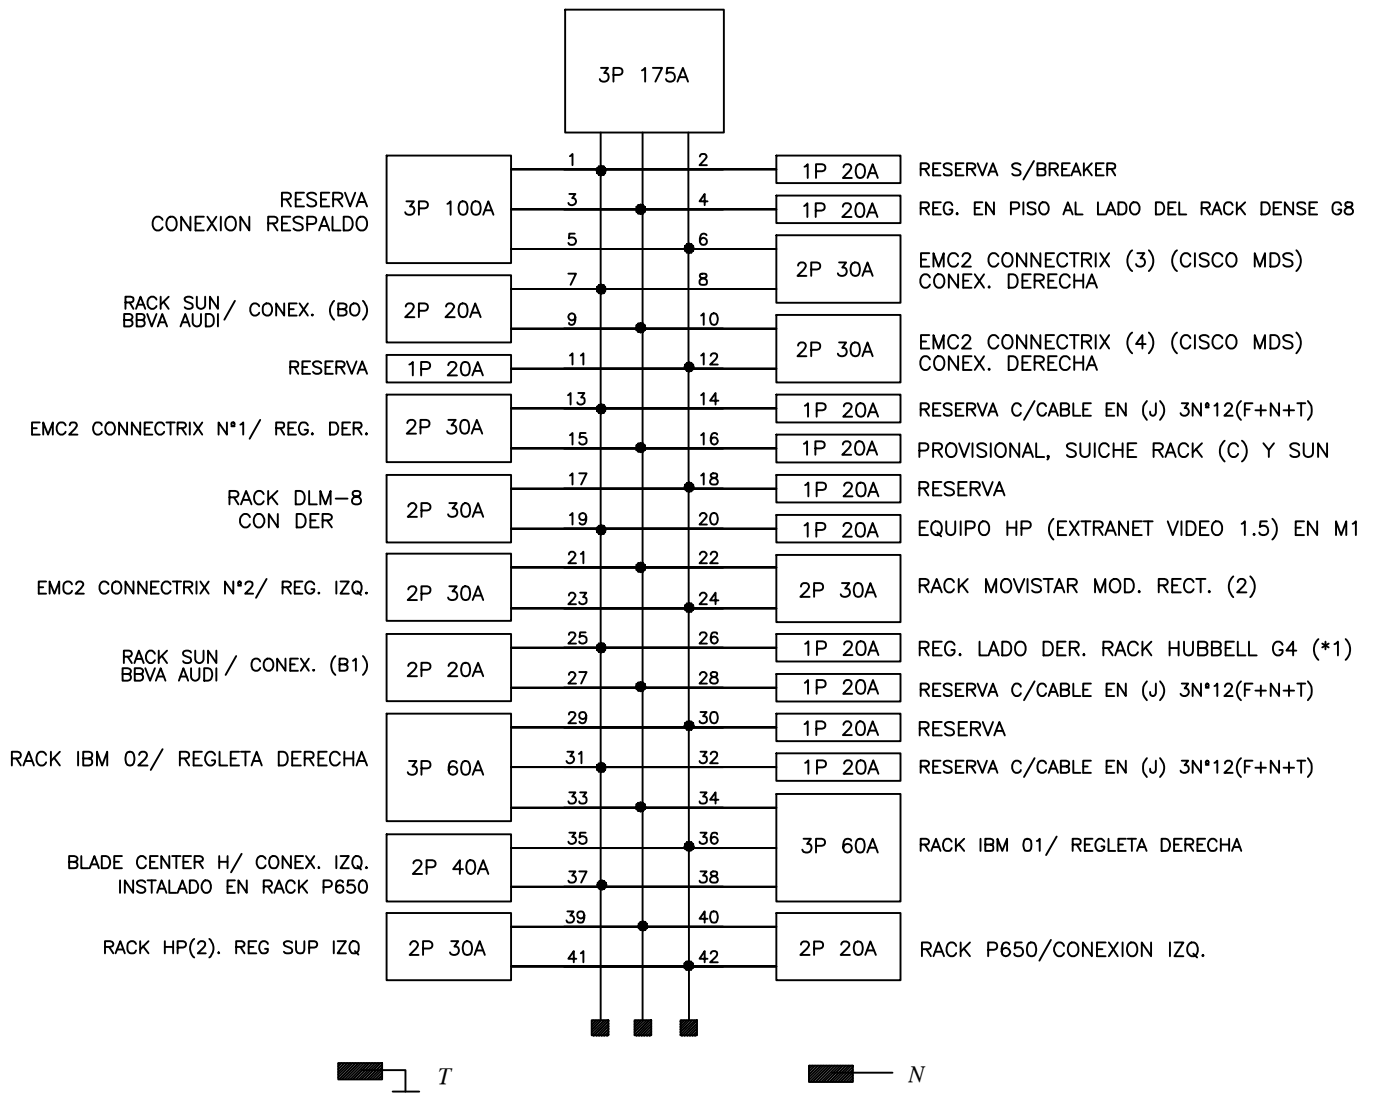 3P 175A
1 2
RESERVA
CONEXION RESPALDO
3P 100A
1P 20A
RESERVA S/BREAKER
3 4
1P 20A
REG. EN PISO AL LADO DEL RACK DENSE G8
5 6
2P 30A
EMC2 CONNECTRIX (3) (CISCO MDS)
CONEX. DERECHA
7 8
RACK SUN
BBVA AUDI / CONEX. (B0)
2P 20A
9 10
2P 30A
EMC2 CONNECTRIX (4) (CISCO MDS)
CONEX. DERECHA
RESERVA
1P 20A
11 12
13 14
EMC2 CONNECTRIX Nº1/ REG. DER.
2P 30A
1P 20A
RESERVA C/CABLE EN (J) 3Nº12(F+N+T)
15 16
1P 20A
PROVISIONAL, SUICHE RACK (C) Y SUN
17 18
RACK DLM-8
CON DER
2P 30A
1P 20A
RESERVA
19 20
1P 20A
EQUIPO HP (EXTRANET VIDEO 1.5) EN M1
21 22
EMC2 CONNECTRIX Nº2/ REG. IZQ.
2P 30A
2P 30A
RACK MOVISTAR MOD. RECT. (2)
23 24
25 26
RACK SUN
BBVA AUDI / CONEX. (B1)
2P 20A
1P 20A
REG. LADO DER. RACK HUBBELL G4 (*1)
27 28
1P 20A
RESERVA C/CABLE EN (J) 3Nº12(F+N+T)
29 30
1P 20A
RESERVA
RACK IBM 02/ REGLETA DERECHA
3P 60A
31 32
1P 20A
RESERVA C/CABLE EN (J) 3Nº12(F+N+T)
33 34
35 36
3P 60A
RACK IBM 01/ REGLETA DERECHA
BLADE CENTER H/ CONEX. IZQ.
INSTALADO EN RACK P650
2P 40A
37 38
39 40
RACK HP(2). REG SUP IZQ
2P 30A
2P 20A
RACK P650/CONEXION IZQ.
41 42
T
N